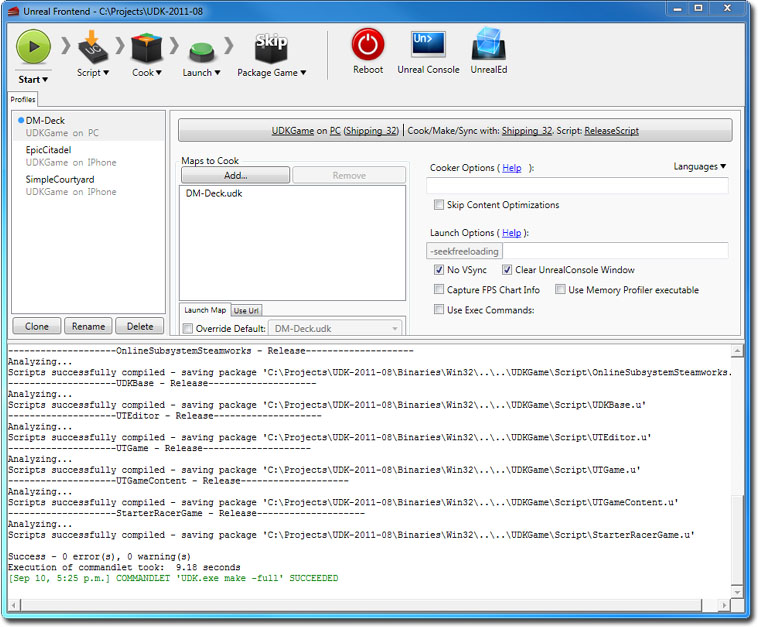 Unreal Frontend - C:\Projects\UDK-2011-08
UC
Skip
Un>
Start
Script
Cook
Launch
Package Game
Reboot
Unreal Console
UnrealEd
Profiles
DM-Deck
UDKGame on PC
EpicCitadel
UDKGame on IPhone
SimpleCourtyard
UDKGame on IPhone
Clone
Rename
Delete
UDKGame on PC (Shipping_32) | Cook/Make/Sync with: Shipping_32. Script: ReleaseScript
Maps to Cook
Add...
Remove
DM-Deck.udk
Launch Map
Use Url
Override Default:
DM-Deck.udk
Cooker Options ( Help ):
Languages
Skip Content Optimizations
Launch Options ( Help ):
-seekfreeloading
No VSync
Clear UnrealConsole Window
Capture FPS Chart Info
Use Memory Profiler executable
Use Exec Commands:
--------------------OnlineSubsystemSteamworks - Release--------------------
Analyzing...
Scripts successfully compiled - saving package 'C:\Projects\UDK-2011-08\Binaries\Win32\..\..\UDKGame\Script\OnlineSubsystemSteamworks.
--------------------UDKBase - Release--------------------
Analyzing...
Scripts successfully compiled - saving package 'C:\Projects\UDK-2011-08\Binaries\Win32\..\..\UDKGame\Script\UDKBase.u'
--------------------UTEditor - Release--------------------
Analyzing...
Scripts successfully compiled - saving package 'C:\Projects\UDK-2011-08\Binaries\Win32\..\..\UDKGame\Script\UTEditor.u'
--------------------UTGame - Release--------------------
Analyzing...
Scripts successfully compiled - saving package 'C:\Projects\UDK-2011-08\Binaries\Win32\..\..\UDKGame\Script\UTGame.u'
--------------------UTGameContent - Release--------------------
Analyzing...
Scripts successfully compiled - saving package 'C:\Projects\UDK-2011-08\Binaries\Win32\..\..\UDKGame\Script\UTGameContent.u'
--------------------StarterRacerGame - Release--------------------
Analyzing...
Scripts successfully compiled - saving package 'C:\Projects\UDK-2011-08\Binaries\Win32\..\..\UDKGame\Script\StarterRacerGame.u'
Success - 0 error(s), 0 warning(s)
Execution of commandlet took:  9.18 seconds
[Sep 10, 5:25 p.m.] COMMANDLET 'UDK.exe make -full' SUCCEEDED